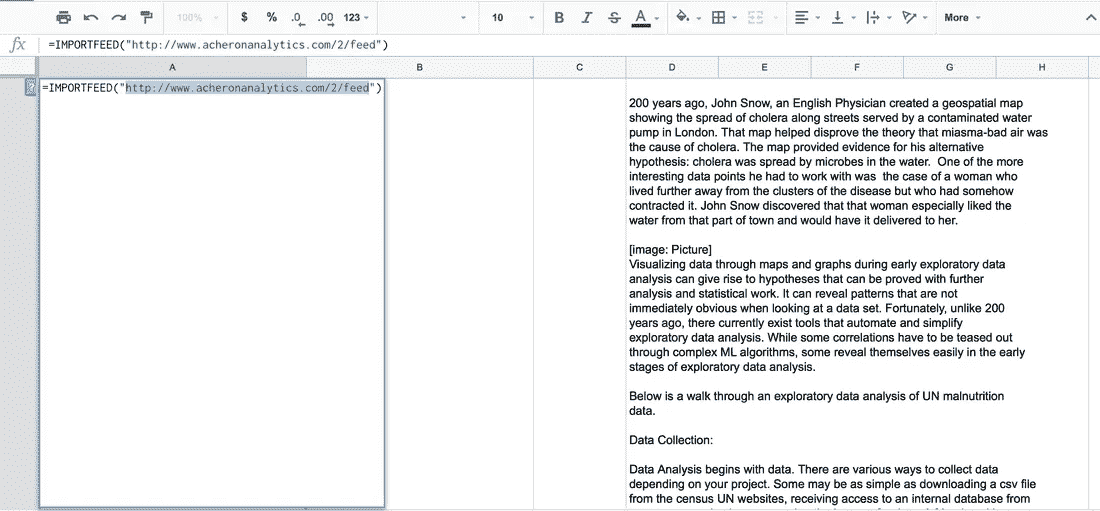 100% $ % .0 .00 123 10 B I S A More
fx =IMPORTFEED("http://www.acheronanalytics.com/2/feed")
A B C D E F G H
=IMPORTFEED("http://www.acheronanalytics.com/2/feed")
200 years ago, John Snow, an English Physician created a geospatial map
showing the spread of cholera along streets served by a contaminated water
pump in London. That map helped disprove the theory that miasma-bad air was
the cause of cholera. The map provided evidence for his alternative
hypothesis: cholera was spread by microbes in the water.  One of the more
interesting data points he had to work with was  the case of a woman who
lived further away from the clusters of the disease but who had somehow
contracted it. John Snow discovered that that woman especially liked the
water from that part of town and would have it delivered to her.
[image: Picture]
Visualizing data through maps and graphs during early exploratory data
analysis can give rise to hypotheses that can be proved with further
analysis and statistical work. It can reveal patterns that are not
immediately obvious when looking at a data set. Fortunately, unlike 200
years ago, there currently exist tools that automate and simplify
exploratory data analysis. While some correlations have to be teased out
through complex ML algorithms, some reveal themselves easily in the early
stages of exploratory data analysis.
Below is a walk through an exploratory data analysis of UN malnutrition
data.
Data Collection:
Data Analysis begins with data. There are various ways to collect data
depending on your project. Some may be as simple as downloading a csv file
from the census UN websites, receiving access to an internal database from